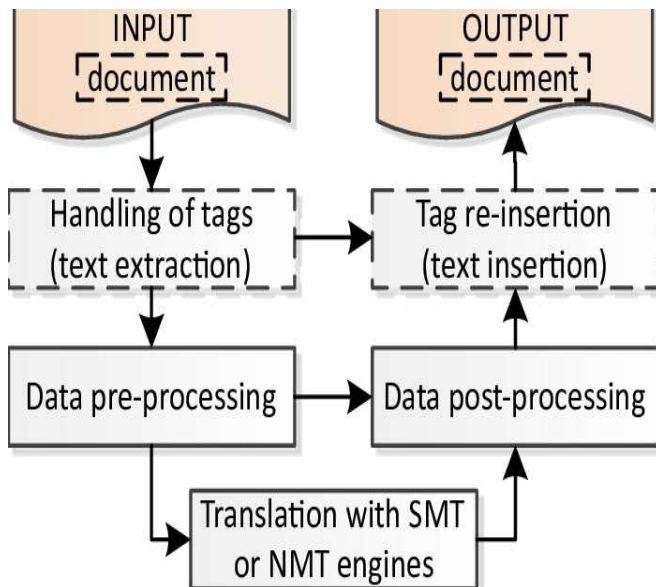 INPUT
document
OUTPUT
document
Handling of tags
(text extraction)
Tag re-insertion
(text insertion)
Data pre-processing
Data post-processing
Translation with SMT
or NMT engines